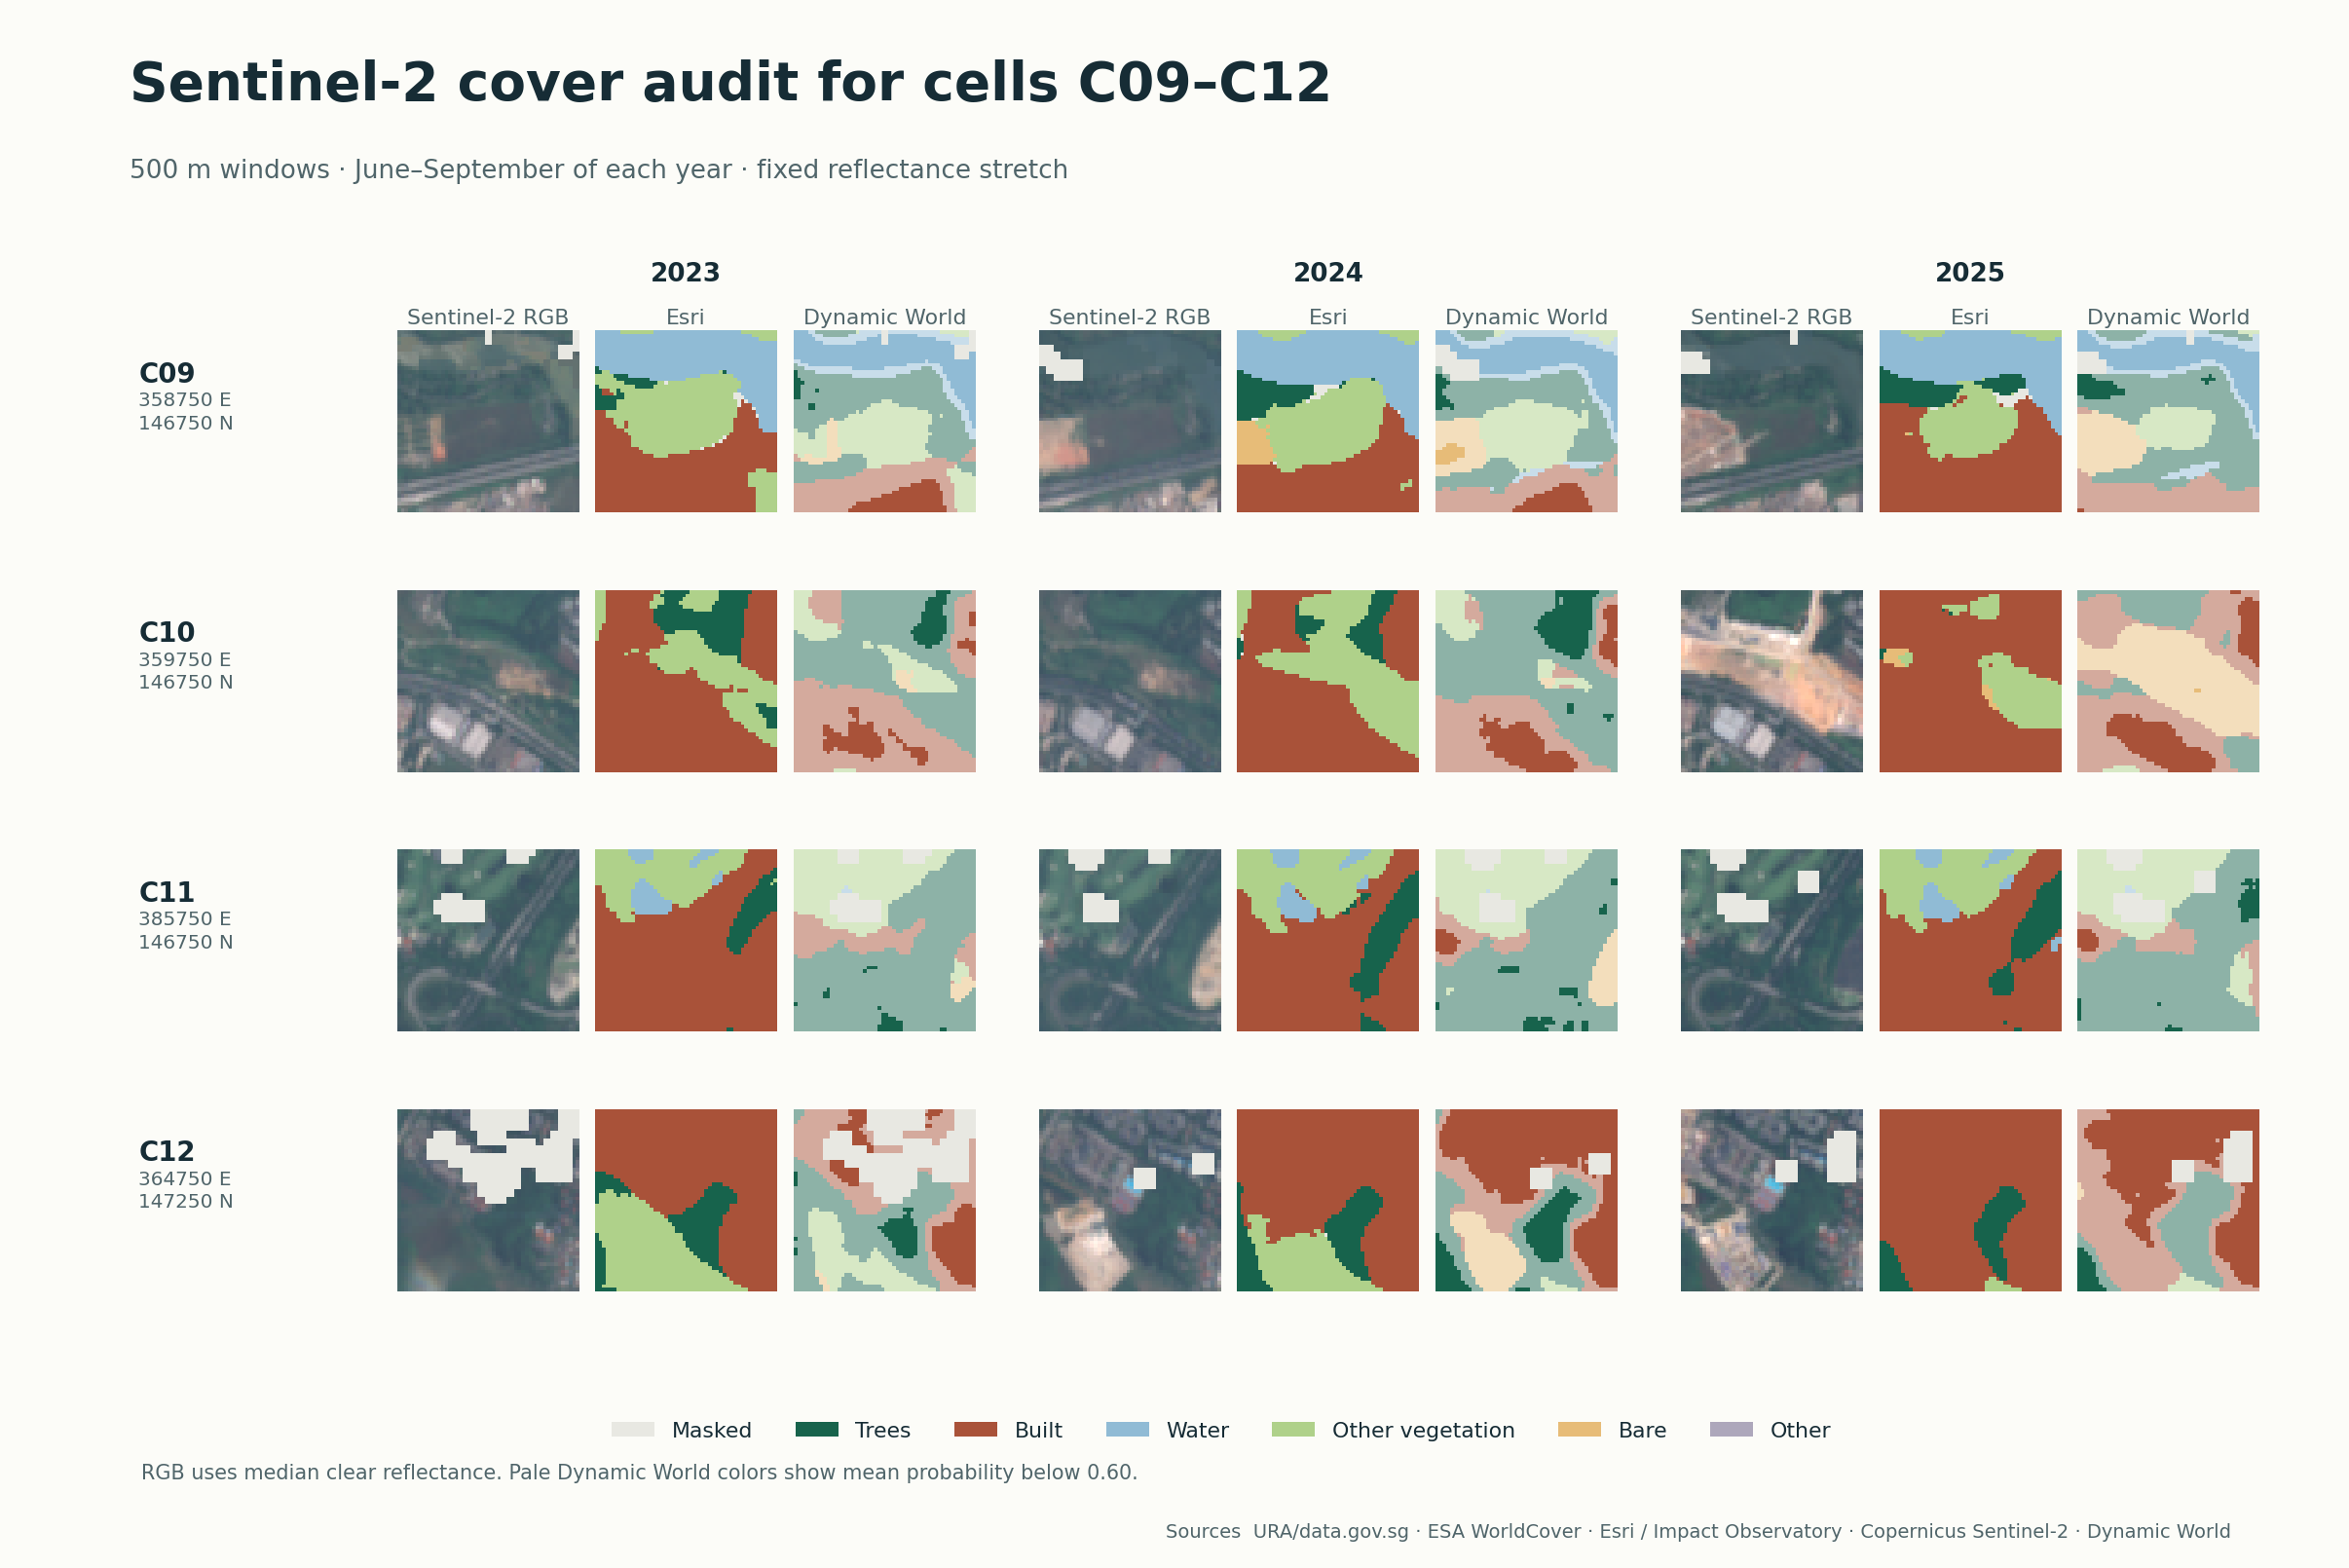 Sentinel-2 cover audit for cells C09–C12
500 m windows · June–September of each year · fixed reflectance stretch
2023 2024 2025
Sentinel-2 RGB Esri Dynamic World Sentinel-2 RGB Esri Dynamic World Sentinel-2 RGB Esri Dynamic World
C09
358750 E
146750 N
C10
359750 E
146750 N
C11
385750 E
146750 N
C12
364750 E
147250 N
Masked Trees Built Water Other vegetation Bare Other
RGB uses median clear reflectance. Pale Dynamic World colors show mean probability below 0.60.
Sources URA/data.gov.sg · ESA WorldCover · Esri / Impact Observatory · Copernicus Sentinel-2 · Dynamic World